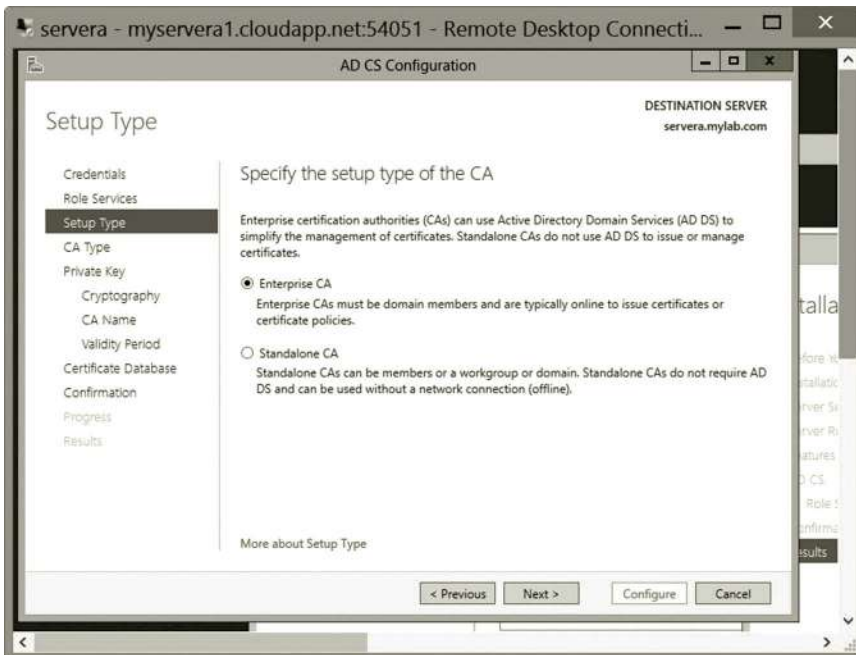 servera - myservera1.cloudapp.net:54051 - Remote Desktop Connecti...
AD CS Configuration
Setup Type
DESTINATION SERVER
servera.mylab.com
Credentials
Role Services
Setup Type
CA Type
Private Key
Cryptography
CA Name
Validity Period
Certificate Database
Confirmation
Progress
Results
Specify the setup type of the CA
Enterprise certification authorities (CAs) can use Active Directory Domain Services (AD DS) to
simplify the management of certificates. Standalone CAs do not use AD DS to issue or manage
certificates.
Enterprise CA
Enterprise CAs must be domain members and are typically online to issue certificates or
certificate policies.
Standalone CA
Standalone CAs can be members or a workgroup or domain. Standalone CAs do not require AD
DS and can be used without a network connection (offline).
More about Setup Type
< Previous
Next >
Configure
Cancel
talla
atures
D CS
Role
esults